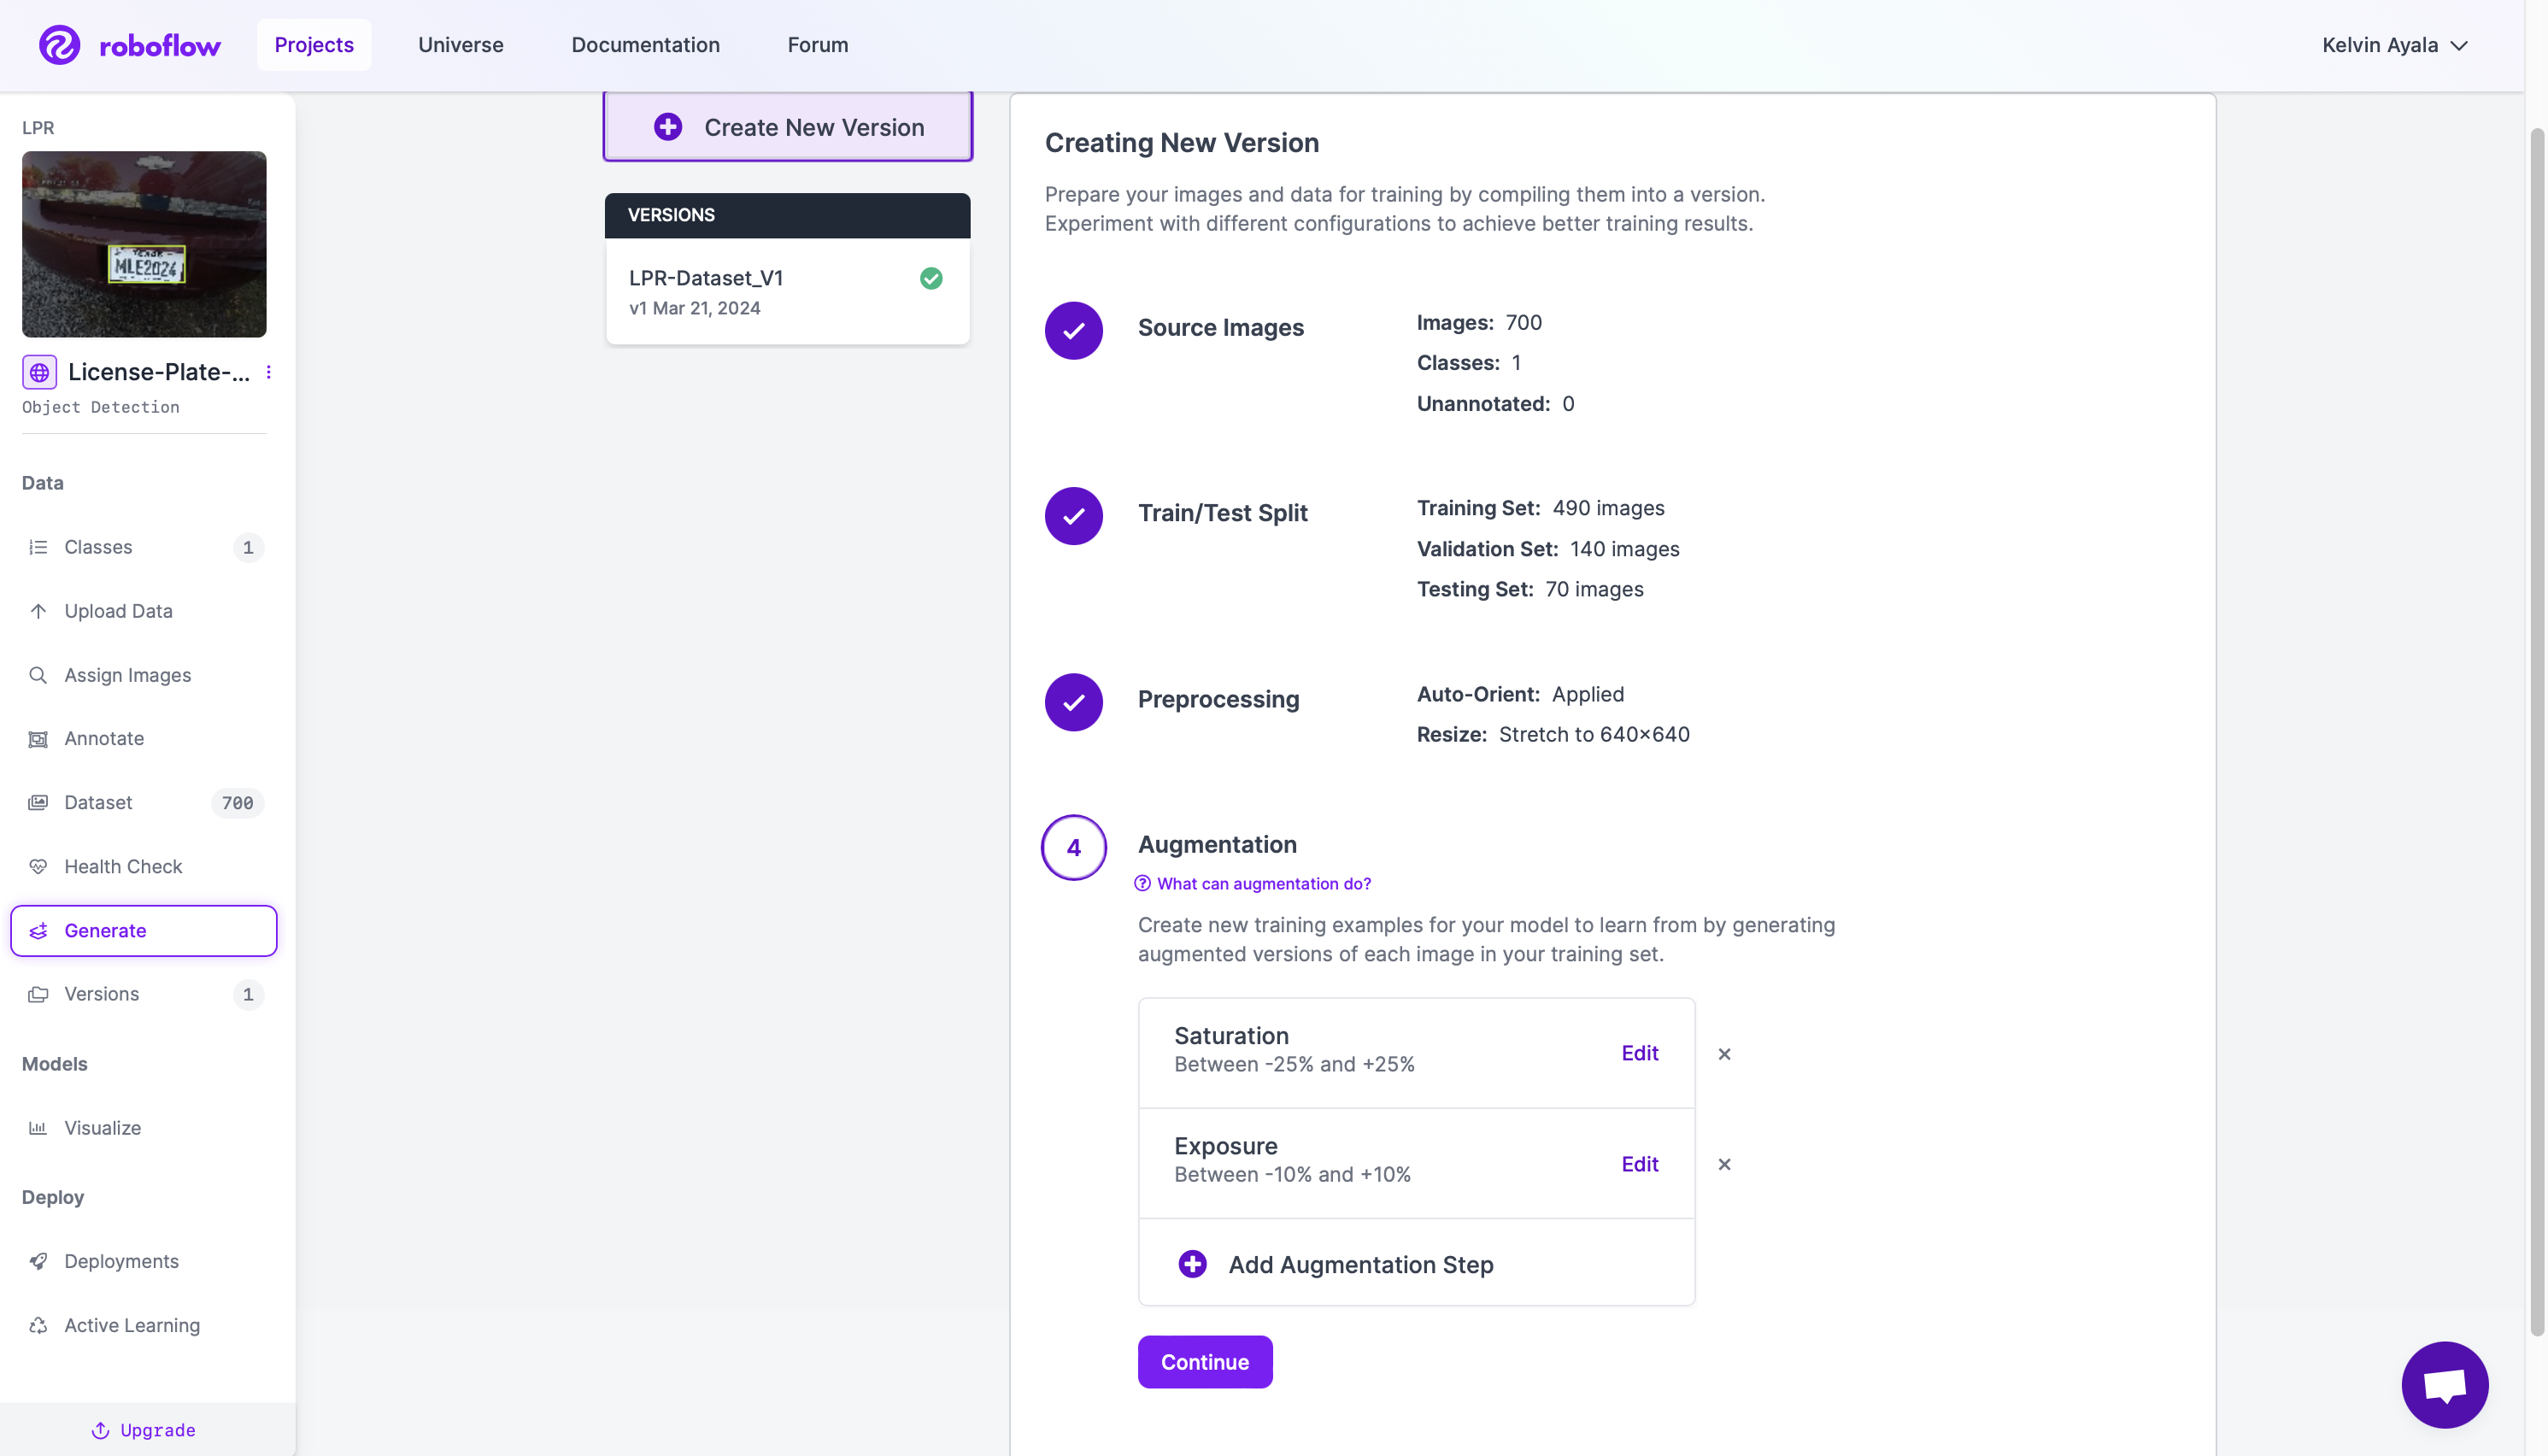 roboflow
Projects
Universe
Documentation
Forum
Kelvin Ayala
LPR
MLE2024
License-Plate-...
Object Detection
Data
Classes 1
Upload Data
Assign Images
Annotate
Dataset 700
Health Check
Generate
Versions 1
Models
Visualize
Deploy
Deployments
Active Learning
Upgrade
Create New Version
VERSIONS
LPR-Dataset_V1
v1 Mar 21, 2024
Creating New Version
Prepare your images and data for training by compiling them into a version.
Experiment with different configurations to achieve better training results.
Source Images
Images: 700
Classes: 1
Unannotated: 0
Train/Test Split
Training Set: 490 images
Validation Set: 140 images
Testing Set: 70 images
Preprocessing
Auto-Orient: Applied
Resize: Stretch to 640×640
4
Augmentation
What can augmentation do?
Create new training examples for your model to learn from by generating
augmented versions of each image in your training set.
Saturation
Between -25% and +25%
Edit ×
Exposure
Between -10% and +10%
Edit ×
Add Augmentation Step
Continue